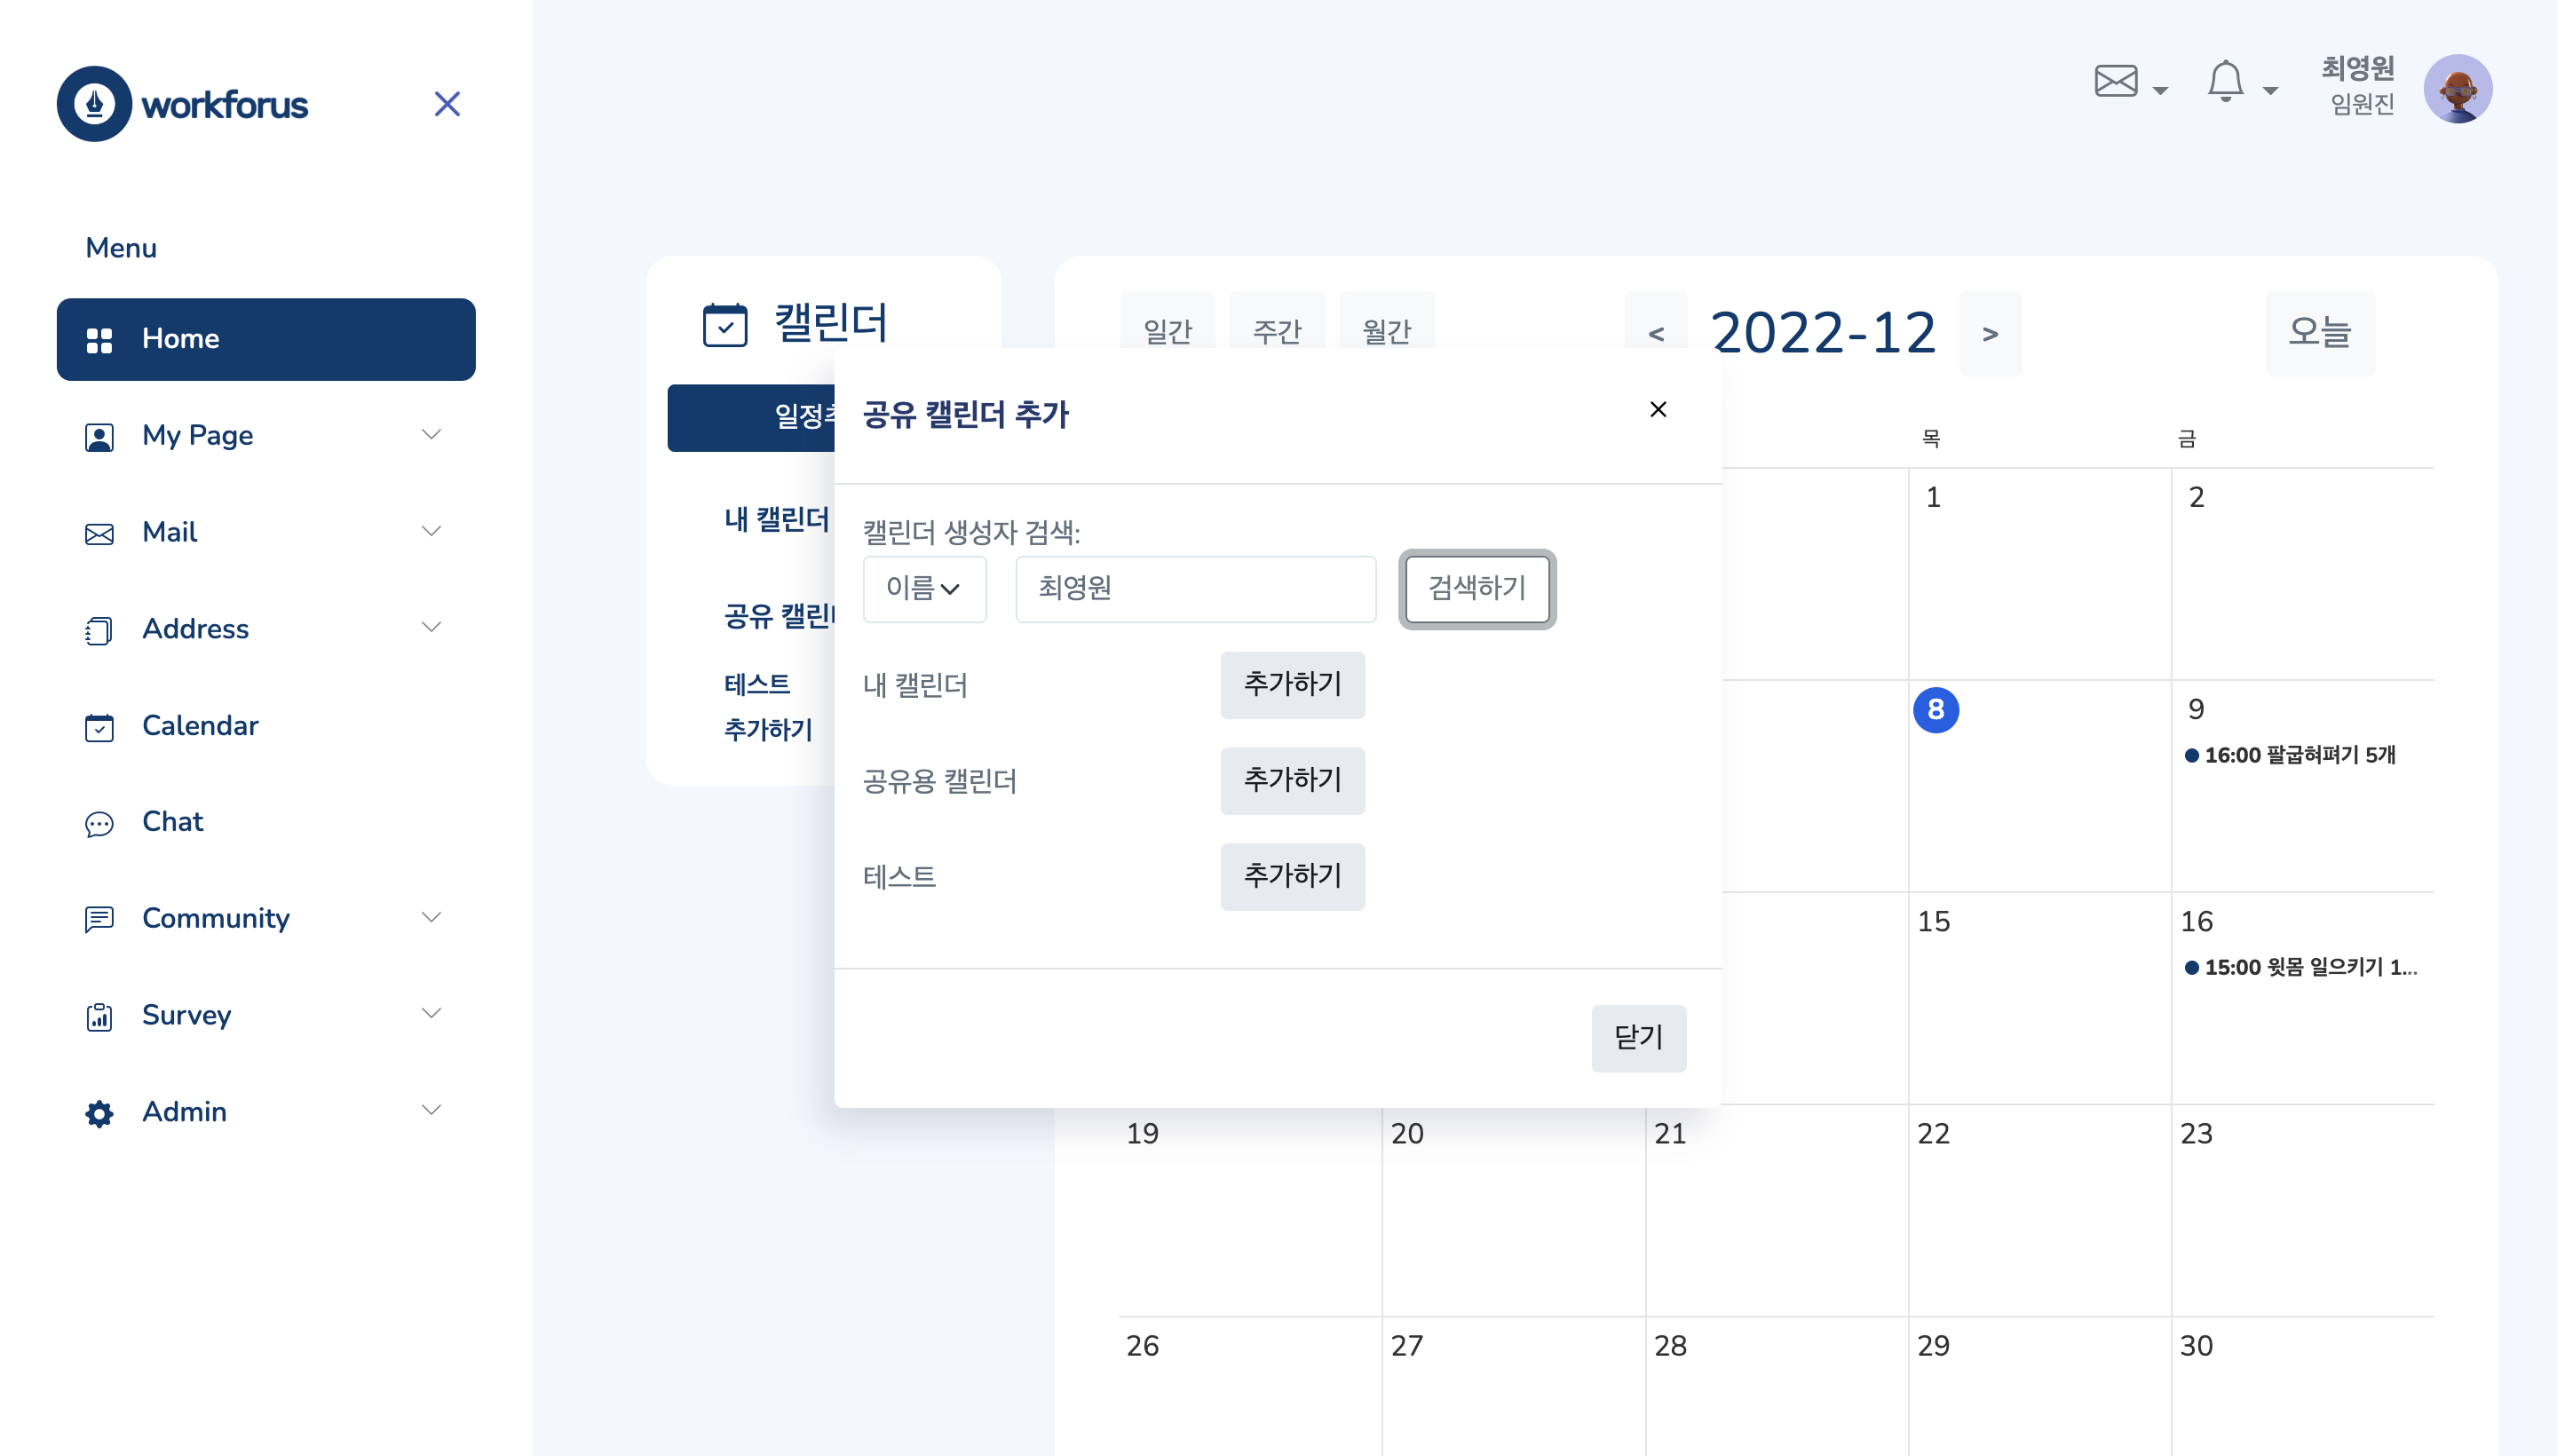 workforus
Menu
Home
My Page
Mail
Address
Calendar
Chat
Community
Survey
Admin
최영원
임원진
캘린더
일정추
내 캘린더
공유 캘린더
테스트
추가하기
일간 주간 월간
< 2022-12 >
오늘
목 금
1 2
8 9
16:00 팔굽혀펴기 5개
15 16
15:00 윗몸 일으키기 1...
19 20 21 22 23
26 27 28 29 30
공유 캘린더 추가
캘린더 생성자 검색:
이름 최영원 검색하기
내 캘린더 추가하기
공유용 캘린더 추가하기
테스트 추가하기
닫기